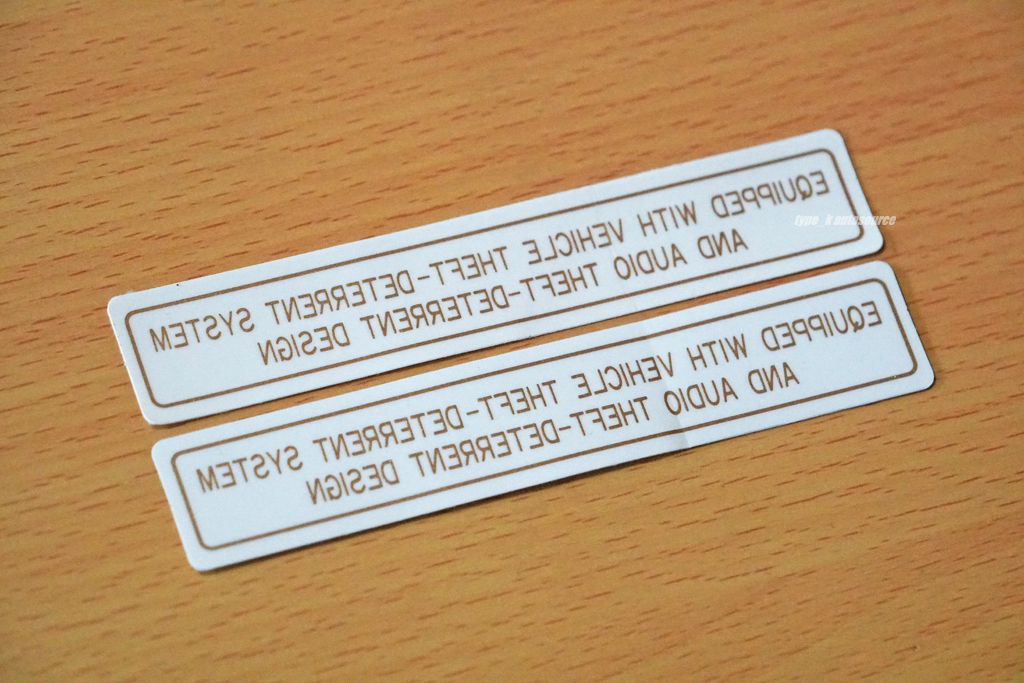 EQUIPPED WITH VEHICLE THEFT-DETERRENT SYSTEM
AND AUDIO THEFT-DETERRENT DESIGN
type_k autosource
EQUIPPED WITH VEHICLE THEFT-DETERRENT SYSTEM
AND AUDIO THEFT-DETERRENT DESIGN